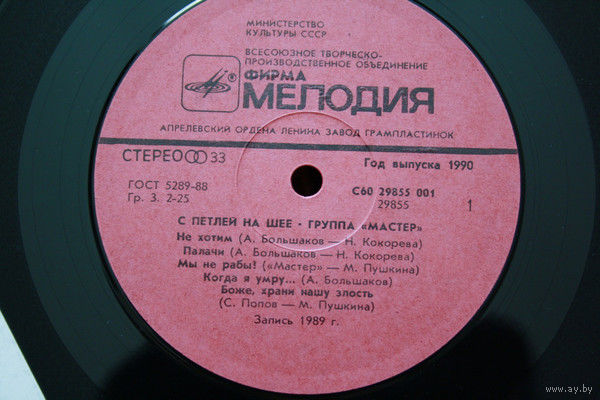 МИНИСТЕРСТВО
КУЛЬТУРЫ СССР
ВСЕСОЮЗНОЕ ТВОРЧЕСКО-
ПРОИЗВОДСТВЕННОЕ ОБЪЕДИНЕНИЕ
ФИРМА
® МЕЛОДИЯ
АПРЕЛЕВСКИЙ ОРДЕНА ЛЕНИНА ЗАВОД ГРАМПЛАСТИНОК
СТЕРЕО 33
Год выпуска 1990
ГОСТ 5289-88
Гр. 3. 2-25
С60 29855 001
29855
1
С ПЕТЛЕЙ НА ШЕЕ · ГРУППА «МАСТЕР»
Не хотим (А. Большаков — Н. Кокорева)
Палачи (А. Большаков — Н. Кокорева)
Мы не рабы! («Мастер» — М. Пушкина)
Когда я умру... (А. Большаков)
Боже, храни нашу злость
(С. Попов — М. Пушкина)
Запись 1989 г.
www.ay.by